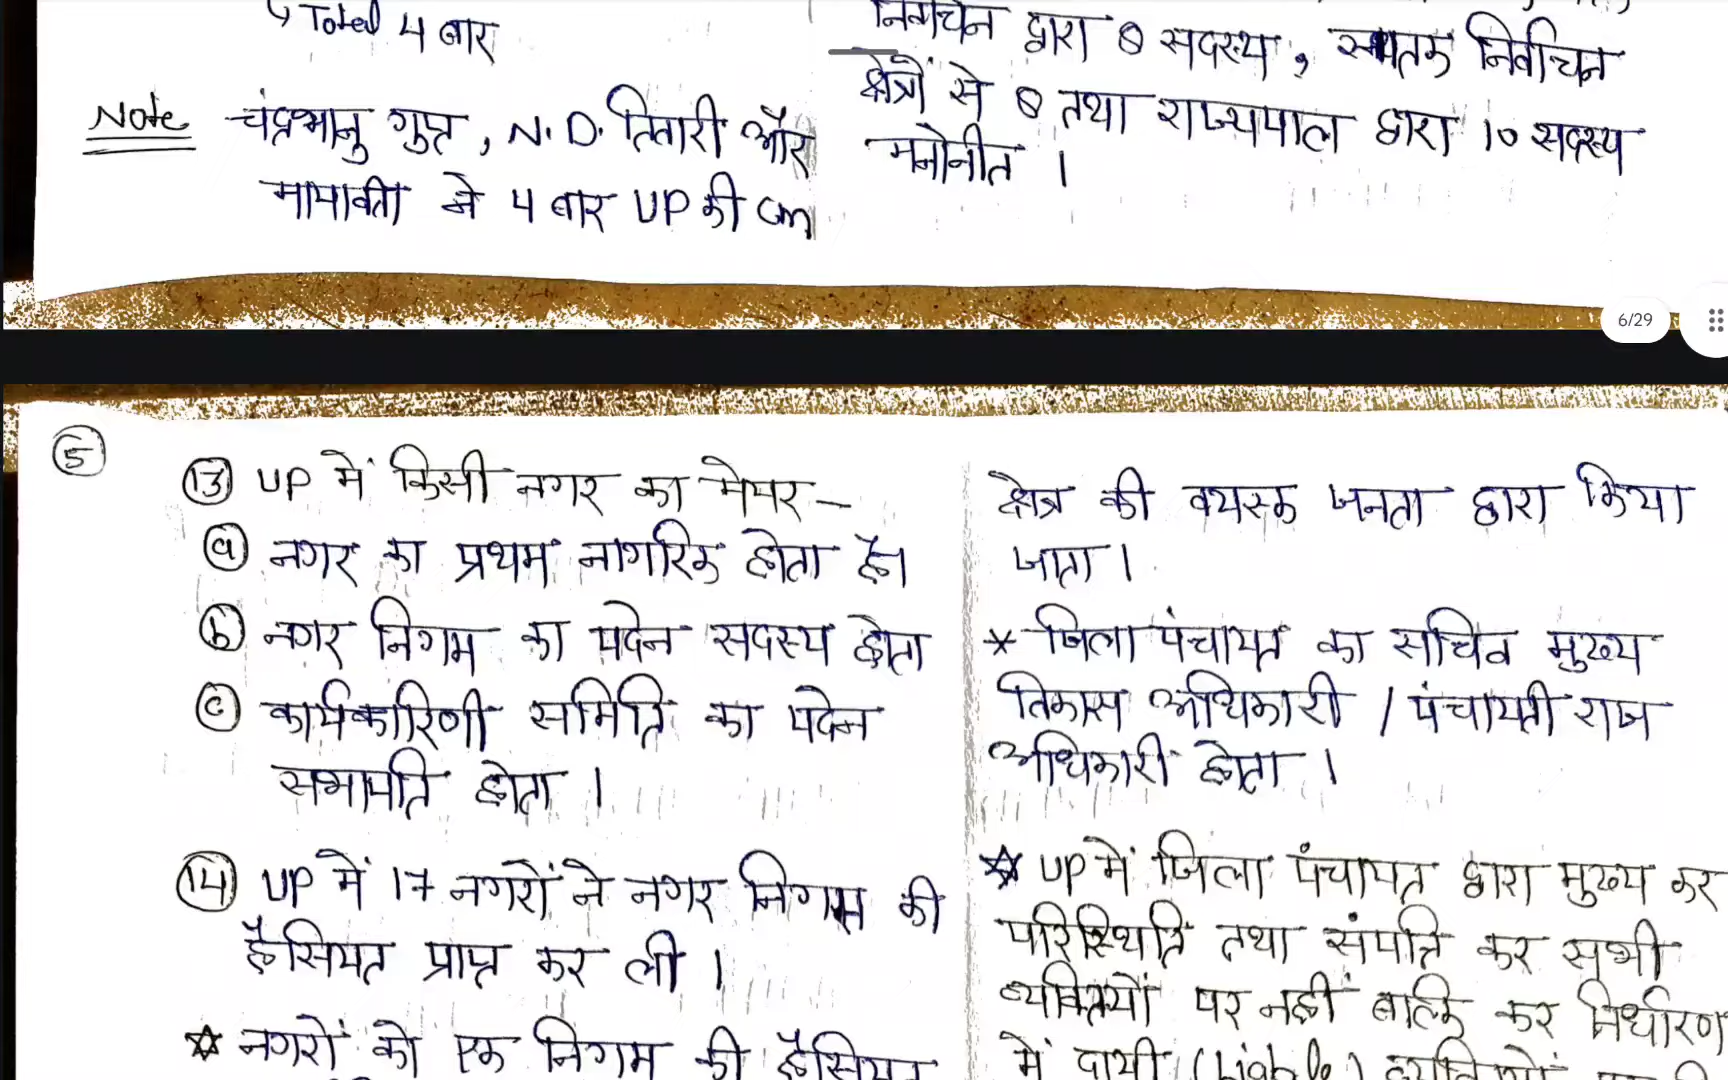 ↳ Total 4 बार
Note चंद्रभानु गुप्त, N.D. तिवारी और
मायावती ने 4 बार UP की cm
निर्वाचन द्वारा 8 सदस्य, स्नातक निर्वाचन
क्षेत्रों से 8 तथा राज्यपाल द्वारा 10 सदस्य
मनोनीत ।
6/29
5
13 UP में किसी नगर का मेयर –
a नगर का प्रथम नागरिक होता है।
b नगर निगम का पदेन सदस्य होता
c कार्यकारिणी समिति का पदेन
सभापति होता ।
14 UP में 17 नगरों ने नगर निगम की
हैसियत प्राप्त कर ली ।
☆ नगरों को एक निगम की हैसियत
क्षेत्र की वयस्क जनता द्वारा किया
जाता ।
* जिला पंचायत का सचिव मुख्य
विकास अधिकारी / पंचायती राज
अधिकारी होता ।
☆ UP में जिला पंचायत द्वारा मुख्य कर
परिस्थिति तथा संपत्ति कर सभी
व्यक्तियों पर नहीं बल्कि कर निर्धारण
में दायी (Liable) व्यक्तियों